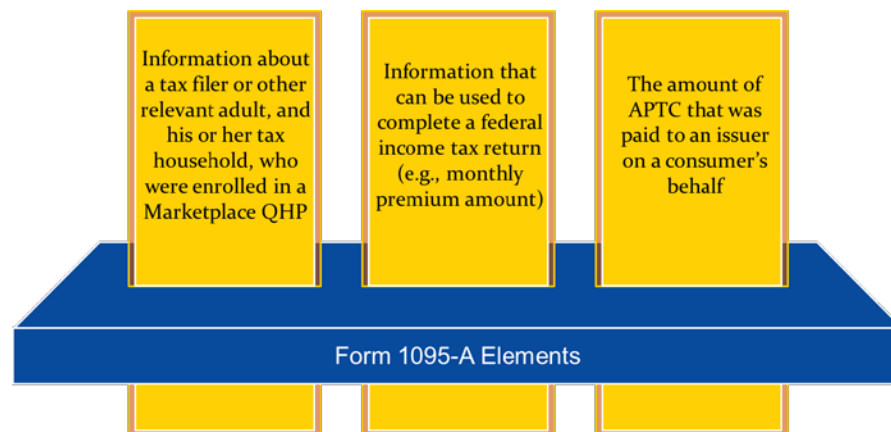 Information about
a tax filer or other
relevant adult, and
his or her tax
household, who
were enrolled in a
Marketplace QHP
Information that
can be used to
complete a federal
income tax return
(e.g., monthly
premium amount)
The amount of
APTC that was
paid to an issuer
on a consumer's
behalf
Form 1095-A Elements